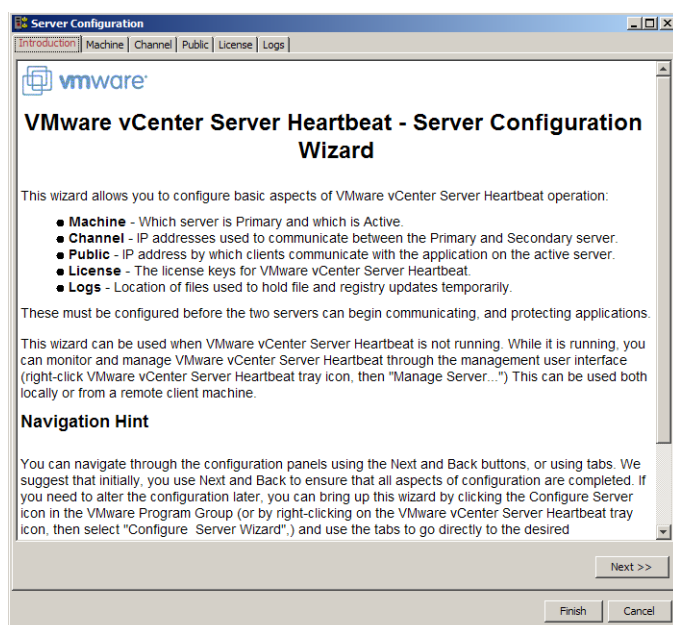 Server Configuration
Introduction Machine Channel Public License Logs
vmware
VMware vCenter Server Heartbeat - Server Configuration
Wizard
This wizard allows you to configure basic aspects of VMware vCenter Server Heartbeat operation:
Machine - Which server is Primary and which is Active.
Channel - IP addresses used to communicate between the Primary and Secondary server.
Public - IP address by which clients communicate with the application on the active server.
License - The license keys for VMware vCenter Server Heartbeat.
Logs - Location of files used to hold file and registry updates temporarily.
These must be configured before the two servers can begin communicating, and protecting applications.
This wizard can be used when VMware vCenter Server Heartbeat is not running. While it is running, you
can monitor and manage VMware vCenter Server Heartbeat through the management user interface
(right-click VMware vCenter Server Heartbeat tray icon, then "Manage Server...") This can be used both
locally or from a remote client machine.
Navigation Hint
You can navigate through the configuration panels using the Next and Back buttons, or using tabs. We
suggest that initially, you use Next and Back to ensure that all aspects of configuration are completed. If
you need to alter the configuration later, you can bring up this wizard by clicking the Configure Server
icon in the VMware Program Group (or by right-clicking on the VMware vCenter Server Heartbeat tray
icon, then select "Configure Server Wizard",) and use the tabs to go directly to the desired
Next >>
Finish Cancel